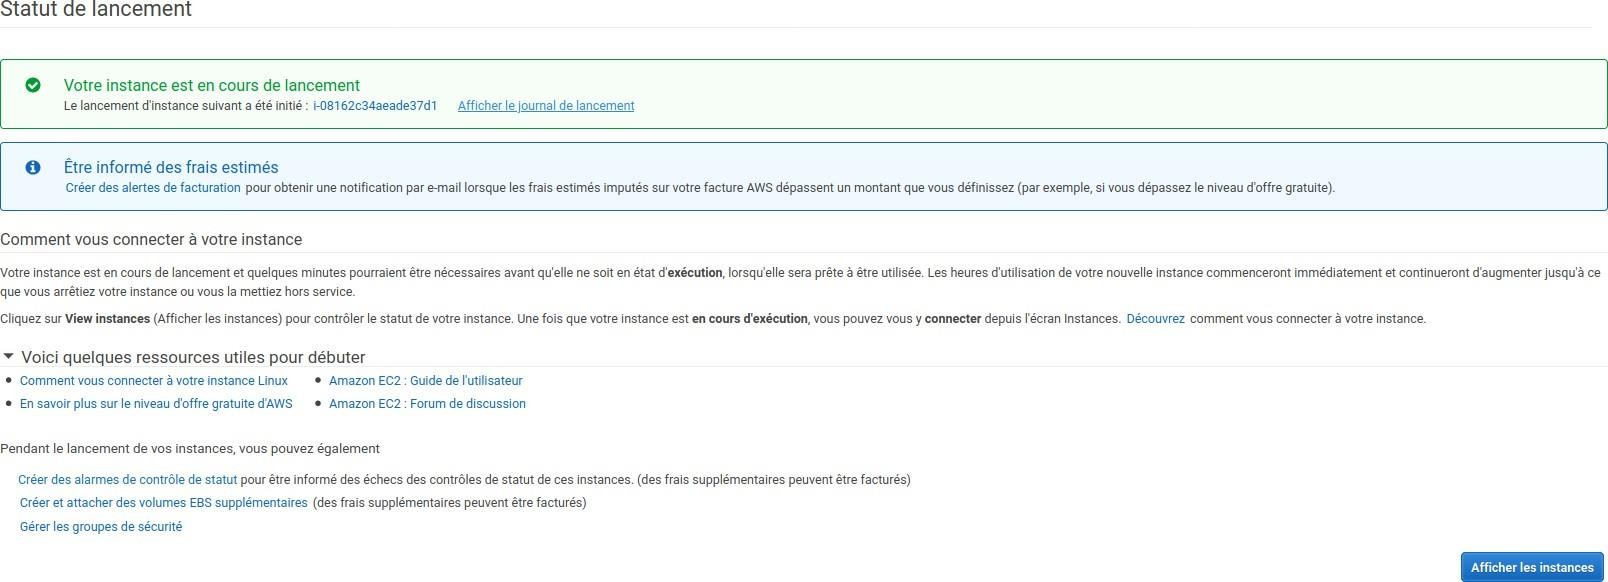 Statut de lancement
Votre instance est en cours de lancement
Le lancement d'instance suivant a été initié : i-08162c34aeade37d1 Afficher le journal de lancement
Être informé des frais estimés
Créer des alertes de facturation pour obtenir une notification par e-mail lorsque les frais estimés imputés sur votre facture AWS dépassent un montant que vous définissez (par exemple, si vous dépassez le niveau d'offre gratuite).
Comment vous connecter à votre instance
Votre instance est en cours de lancement et quelques minutes pourraient être nécessaires avant qu'elle ne soit en état d'exécution, lorsqu'elle sera prête à être utilisée. Les heures d'utilisation de votre nouvelle instance commenceront immédiatement et continueront d'augmenter jusqu'à ce
que vous arrêtiez votre instance ou vous la mettiez hors service.
Cliquez sur View instances (Afficher les instances) pour contrôler le statut de votre instance. Une fois que votre instance est en cours d'exécution, vous pouvez vous y connecter depuis l'écran Instances. Découvrez comment vous connecter à votre instance.
Voici quelques ressources utiles pour débuter
• Comment vous connecter à votre instance Linux • Amazon EC2 : Guide de l'utilisateur
• En savoir plus sur le niveau d'offre gratuite d'AWS • Amazon EC2 : Forum de discussion
Pendant le lancement de vos instances, vous pouvez également
Créer des alarmes de contrôle de statut pour être informé des échecs des contrôles de statut de ces instances. (des frais supplémentaires peuvent être facturés)
Créer et attacher des volumes EBS supplémentaires (des frais supplémentaires peuvent être facturés)
Gérer les groupes de sécurité
Afficher les instances